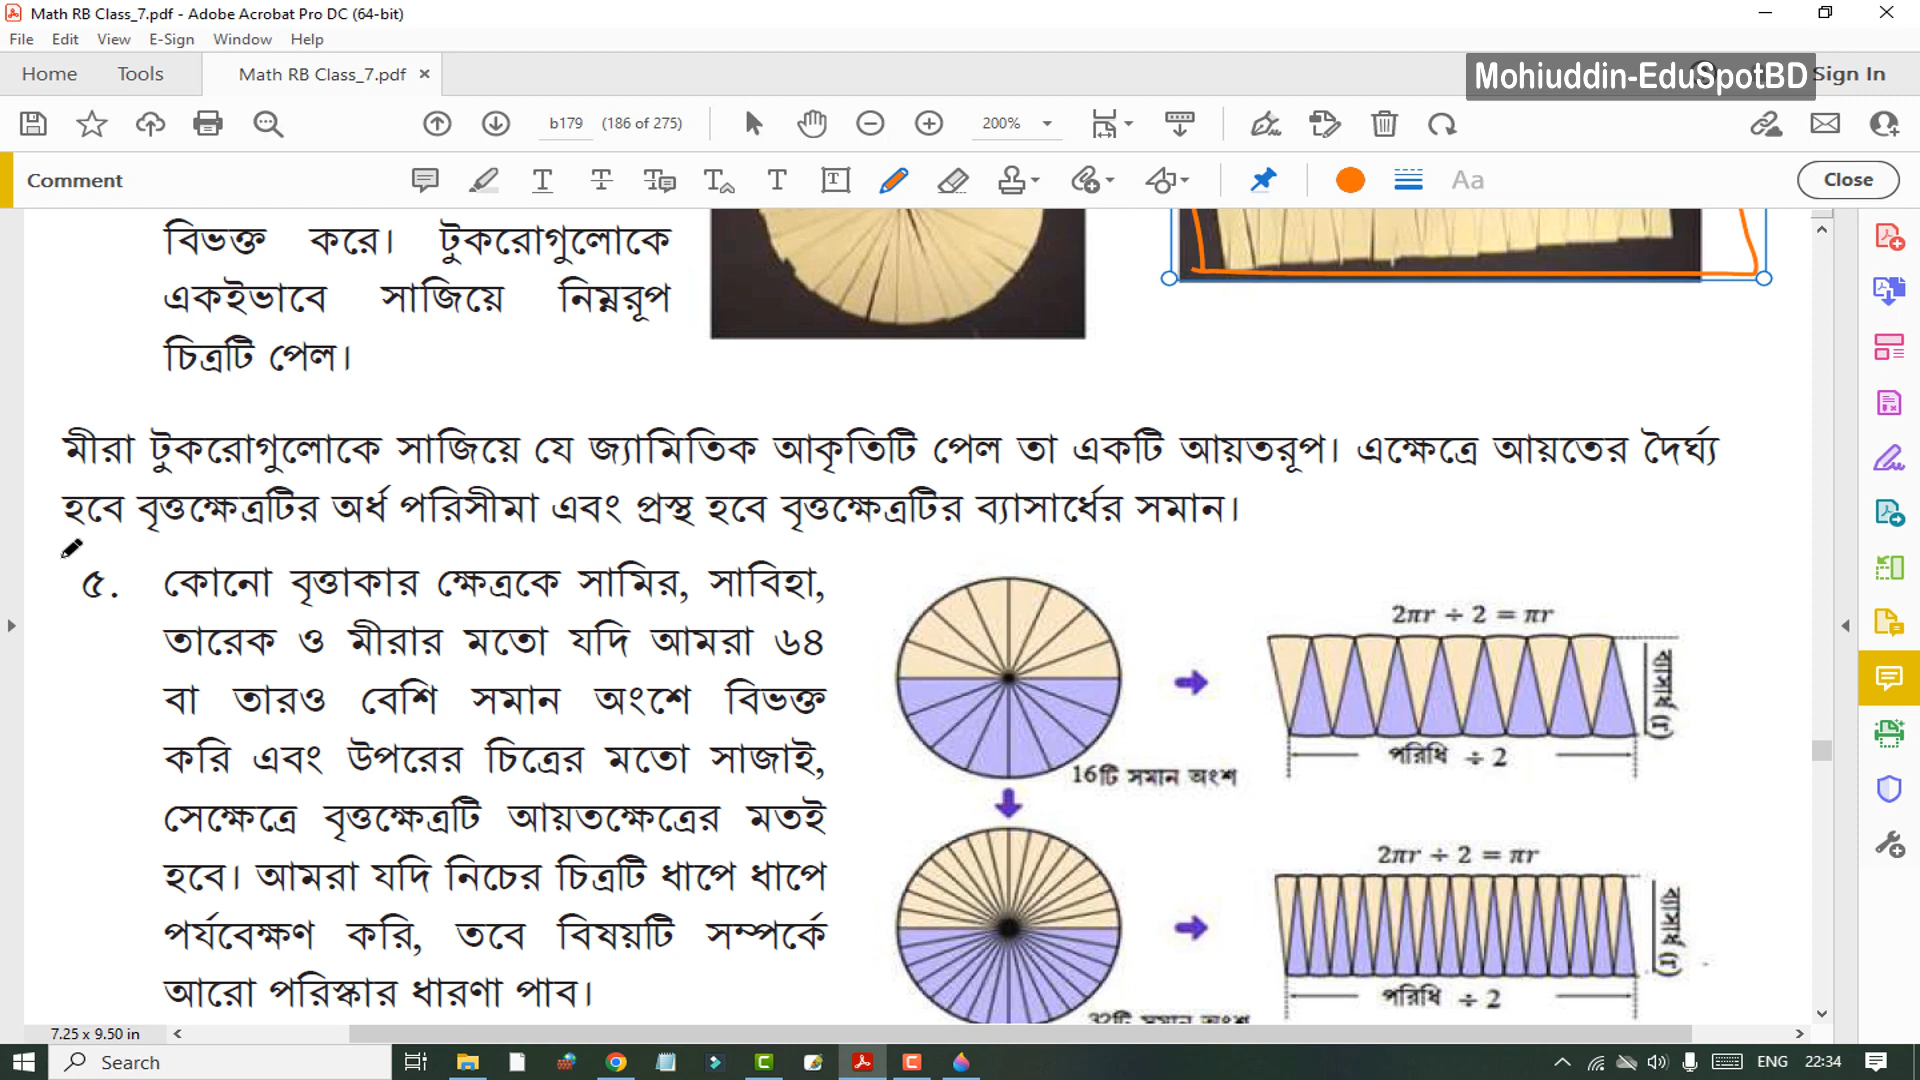 Math RB Class_7.pdf - Adobe Acrobat Pro DC (64-bit)
File Edit View E-Sign Window Help
Home Tools Math RB Class_7.pdf × Sign In
Mohiuddin-EduSpotBD
b179 (186 of 275) 200%
Comment Aa Close
বিভক্ত করে। টুকরোগুলোকে
একইভাবে সাজিয়ে নিম্নরূপ
চিত্রটি পেল।
মীরা টুকরোগুলোকে সাজিয়ে যে জ্যামিতিক আকৃতিটি পেল তা একটি আয়তরূপ। এক্ষেত্রে আয়তের দৈর্ঘ্য
হবে বৃত্তক্ষেত্রটির অর্ধ পরিসীমা এবং প্রস্থ হবে বৃত্তক্ষেত্রটির ব্যাসার্ধের সমান।
৫. কোনো বৃত্তাকার ক্ষেত্রকে সামির, সাবিহা,
তারেক ও মীরার মতো যদি আমরা ৬৪
বা তারও বেশি সমান অংশে বিভক্ত
করি এবং উপরের চিত্রের মতো সাজাই,
সেক্ষেত্রে বৃত্তক্ষেত্রটি আয়তক্ষেত্রের মতই
হবে। আমরা যদি নিচের চিত্রটি ধাপে ধাপে
পর্যবেক্ষণ করি, তবে বিষয়টি সম্পর্কে
আরো পরিস্কার ধারণা পাব।
2πr ÷ 2 = πr
ব্যাসার্ধ (r)
পরিধি ÷ 2
16টি সমান অংশ
2πr ÷ 2 = πr
ব্যাসার্ধ (r)
পরিধি ÷ 2
32টি সমান অংশ
7.25 x 9.50 in
Search ENG 22:34